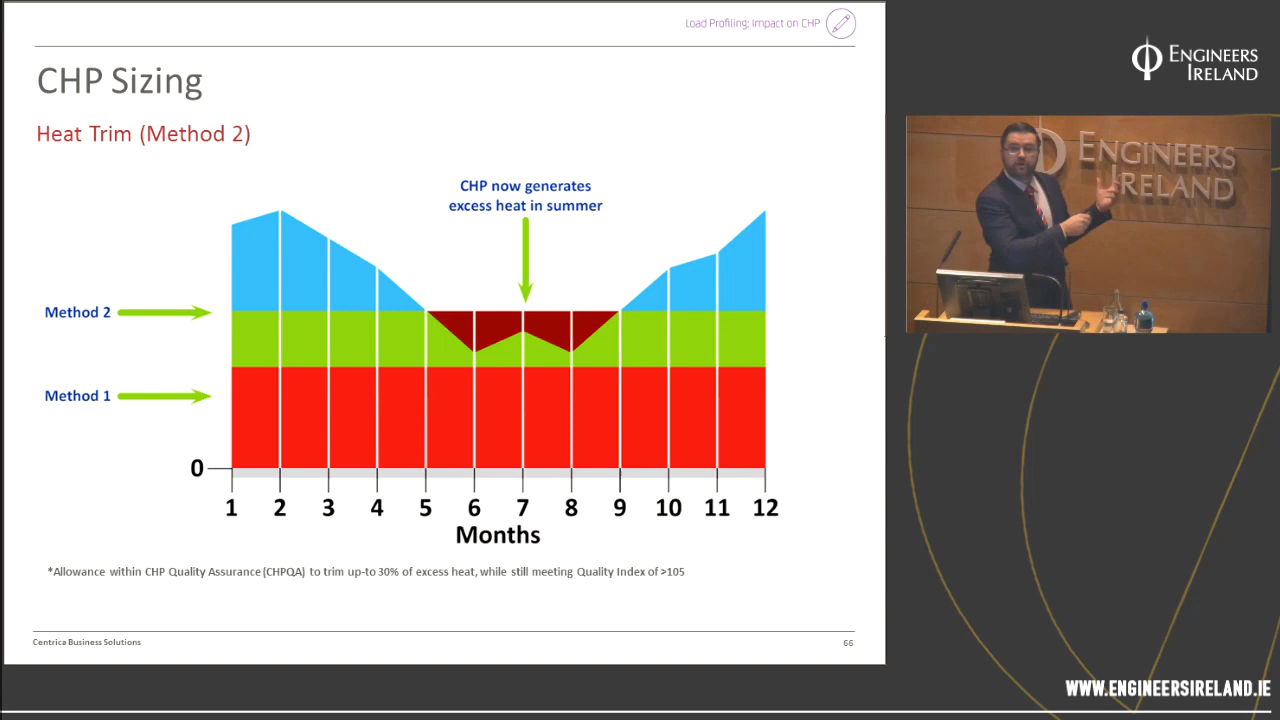 Load Profiling: Impact on CHP
CHP Sizing
Heat Trim (Method 2)
CHP now generates
excess heat in summer
Method 2
Method 1
0
1 2 3 4 5 6 7 8 9 10 11 12
Months
*Allowance within CHP Quality Assurance (CHPQA) to trim up-to 30% of excess heat, while still meeting Quality Index of >105
Centrica Business Solutions
66
ENGINEERS
IRELAND
ENGINEERS
IRELAND
WWW.ENGINEERSIRELAND.IE